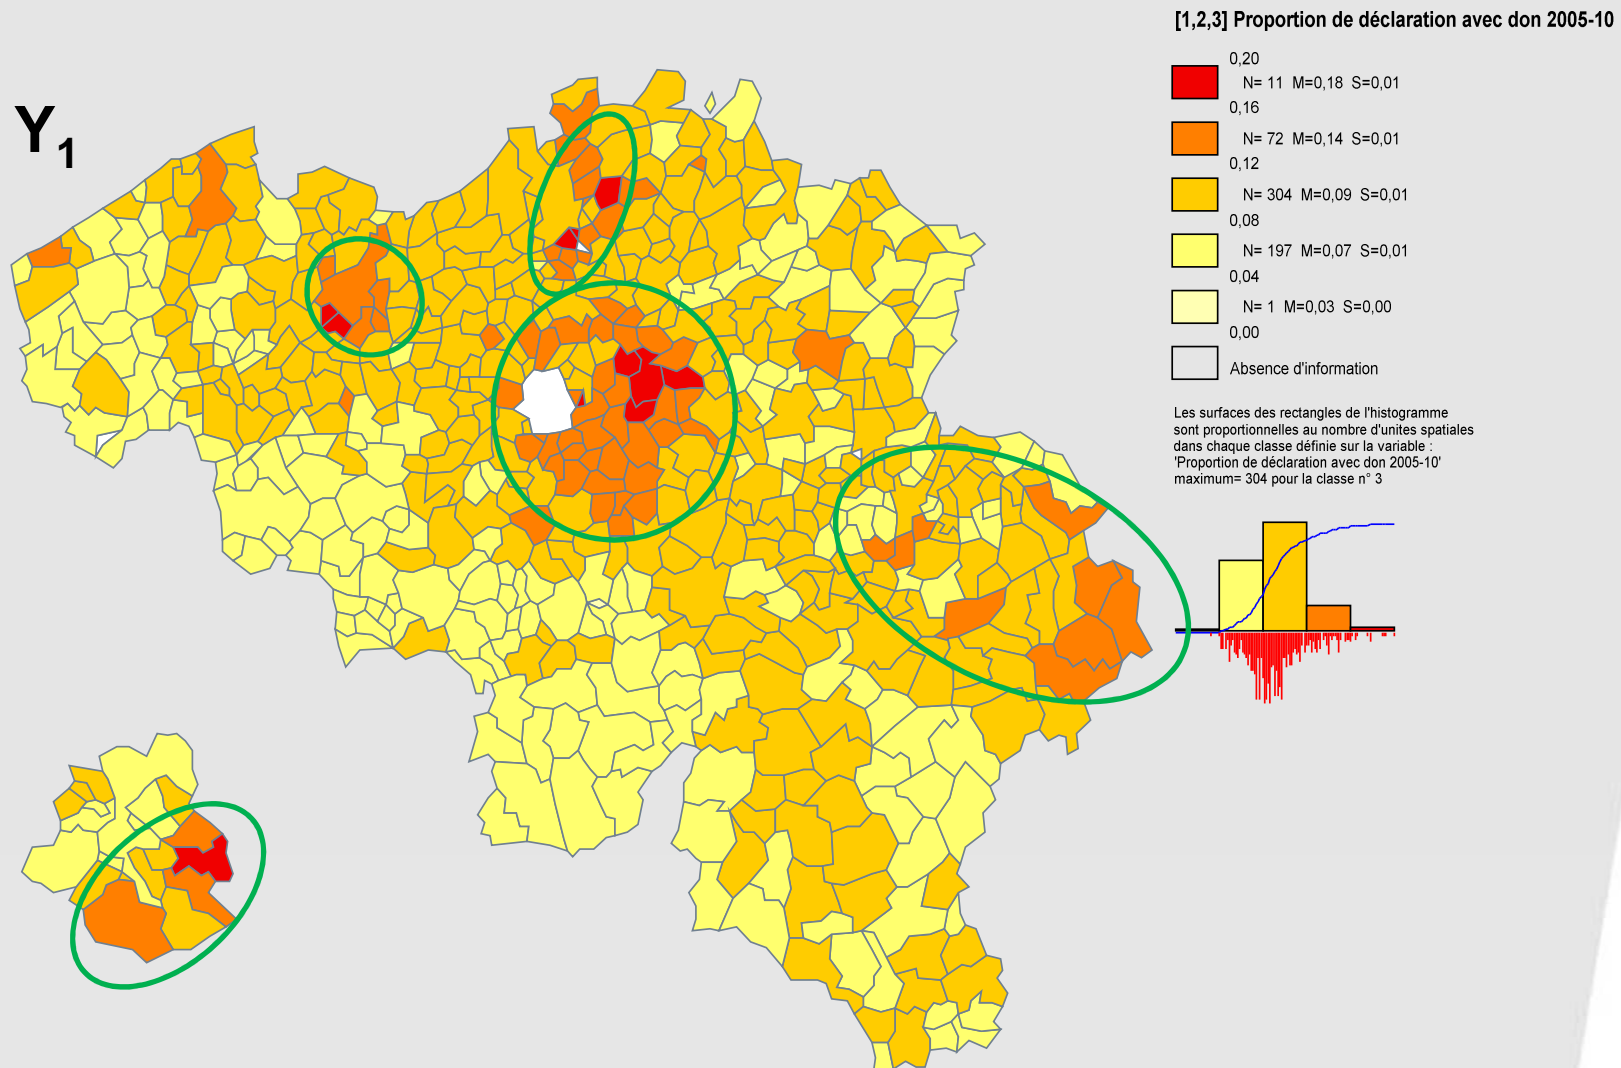 [1,2,3] Proportion de déclaration avec don 2005-10
Y1
0,20
N= 11 M=0,18 S=0,01
0,16
N= 72 M=0,14 S=0,01
0,12
N= 304 M=0,09 S=0,01
0,08
N= 197 M=0,07 S=0,01
0,04
N= 1 M=0,03 S=0,00
0,00
Absence d'information
Les surfaces des rectangles de l'histogramme
sont proportionnelles au nombre d'unites spatiales
dans chaque classe définie sur la variable :
'Proportion de déclaration avec don 2005-10'
maximum= 304 pour la classe n° 3